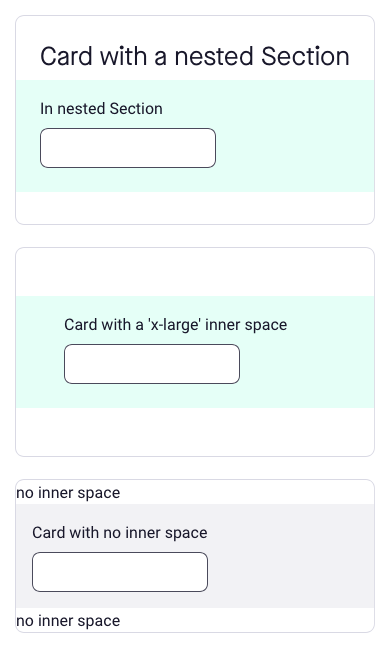 Card with a nested Section
In nested Section
Card with a 'x-large' inner space
no inner space
Card with no inner space
no inner space